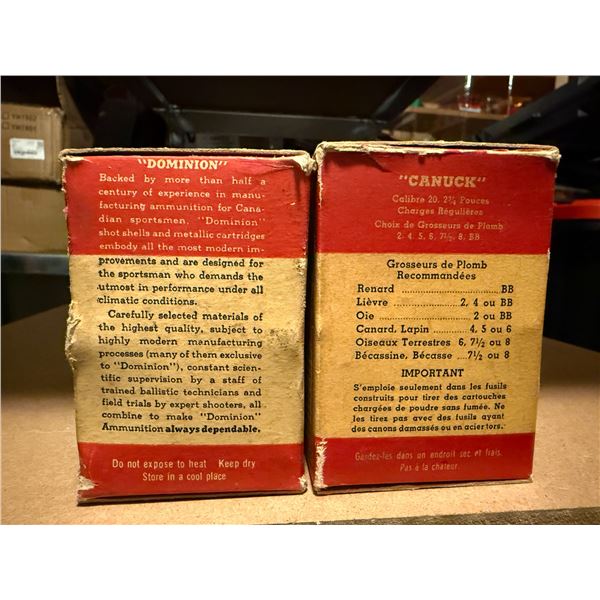 "DOMINION"
Backed by more than half a
century of experience in manu-
facturing ammunition for Cana-
dian sportsmen, "Dominion"
shot shells and metallic cartridges
embody all the most modern im-
provements and are designed for
the sportsman who demands the
utmost in performance under all
climatic conditions.
Carefully selected materials of
the highest quality, subject to
highly modern manufacturing
processes (many of them exclusive
to "Dominion"), constant scien-
tific supervision by a staff of
trained ballistic technicians and
field trials by expert shooters, all
combine to make "Dominion"
Ammunition always dependable.
Do not expose to heat Keep dry
Store in a cool place
"CANUCK"
Calibre 20, 2¾ Pouces
Charges Régulières
Choix de Grosseurs de Plomb
2, 4, 5, 6, 7½, 8, BB
Grosseurs de Plomb
Recommandées
Renard ........................ BB
Lièvre .................. 2, 4 ou BB
Oie ....................... 2 ou BB
Canard, Lapin ......... 4, 5 ou 6
Oiseaux Terrestres 6, 7½ ou 8
Bécassine, Bécasse .... 7½ ou 8
IMPORTANT
S'emploie seulement dans les fusils
construits pour tirer des cartouches
chargées de poudre sans fumée. Ne
les tirez pas avec des fusils ayant
des canons damassés ou en acier tors.
Gardez-les dans un endroit sec et frais.
Pas à la chaleur.